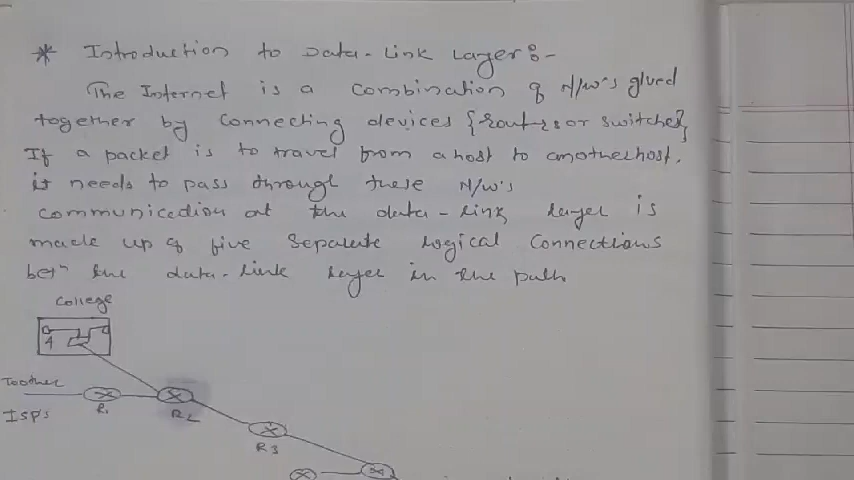 * Introduction to Data-Link Layer:-
The Internet is a combination of N/w's glued
together by connecting devices {routers or switches}
If a packet is to travel from a host to another host.
it needs to pass through these N/w's
communication at the data-link layer is
made up of five separate logical connections
betn the data-link layer in the path.
College
A
To other
ISP's
R1
R2
R3